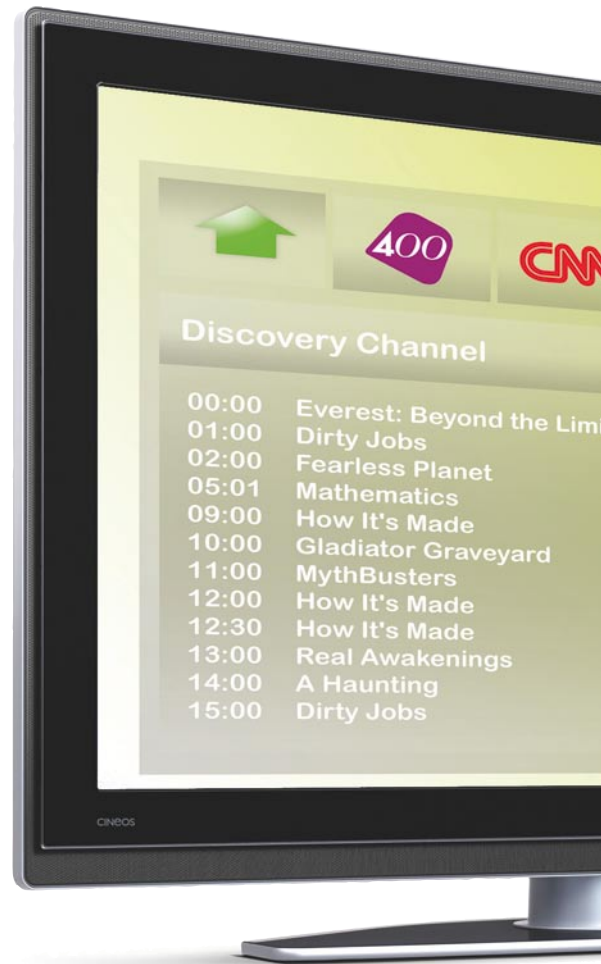 400
CNN
Discovery Channel
00:00 Everest: Beyond the Limi
01:00 Dirty Jobs
02:00 Fearless Planet
05:01 Mathematics
09:00 How It's Made
10:00 Gladiator Graveyard
11:00 MythBusters
12:00 How It's Made
12:30 How It's Made
13:00 Real Awakenings
14:00 A Haunting
15:00 Dirty Jobs
CINEOS